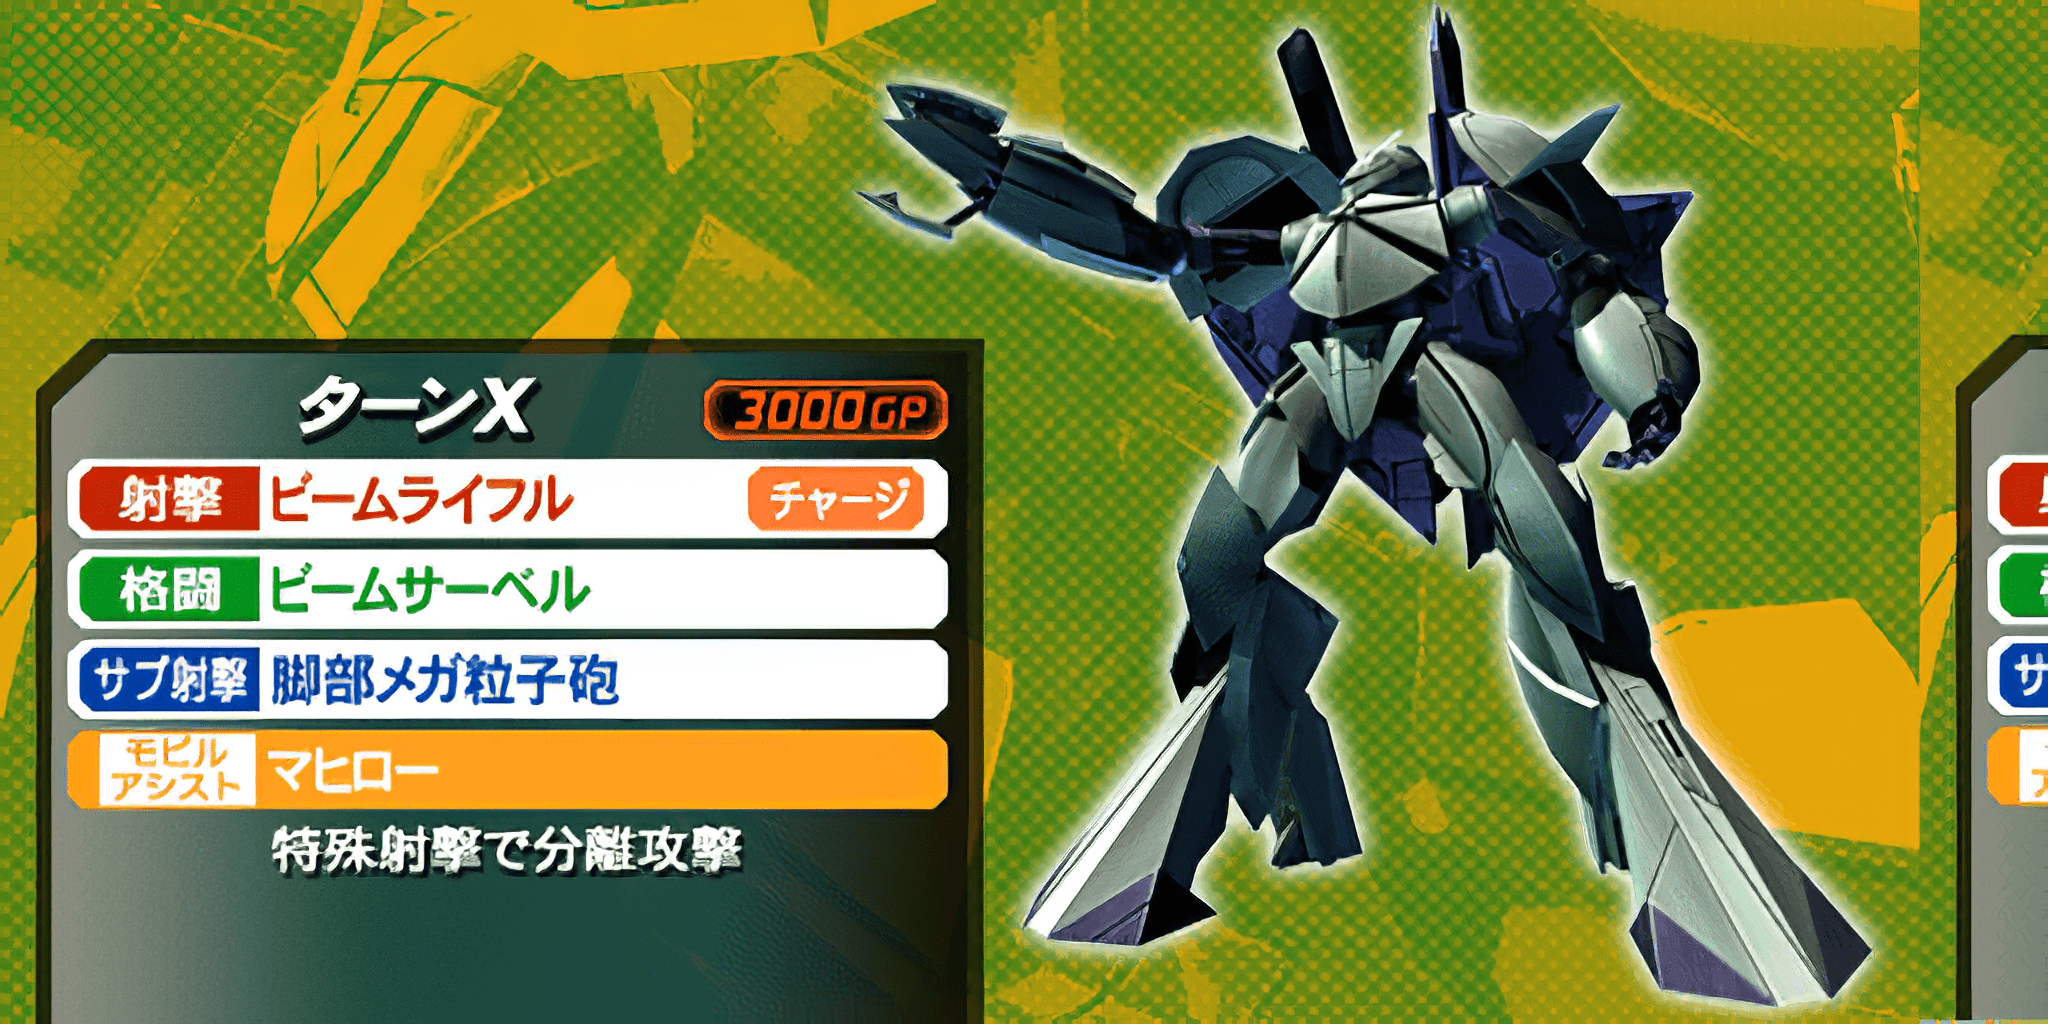 ターンX
3000GP
射撃 ビームライフル チャージ
格闘 ビームサーベル
サブ射撃 脚部メガ粒子砲
モビルアシスト マヒロー
特殊射撃で分離攻撃